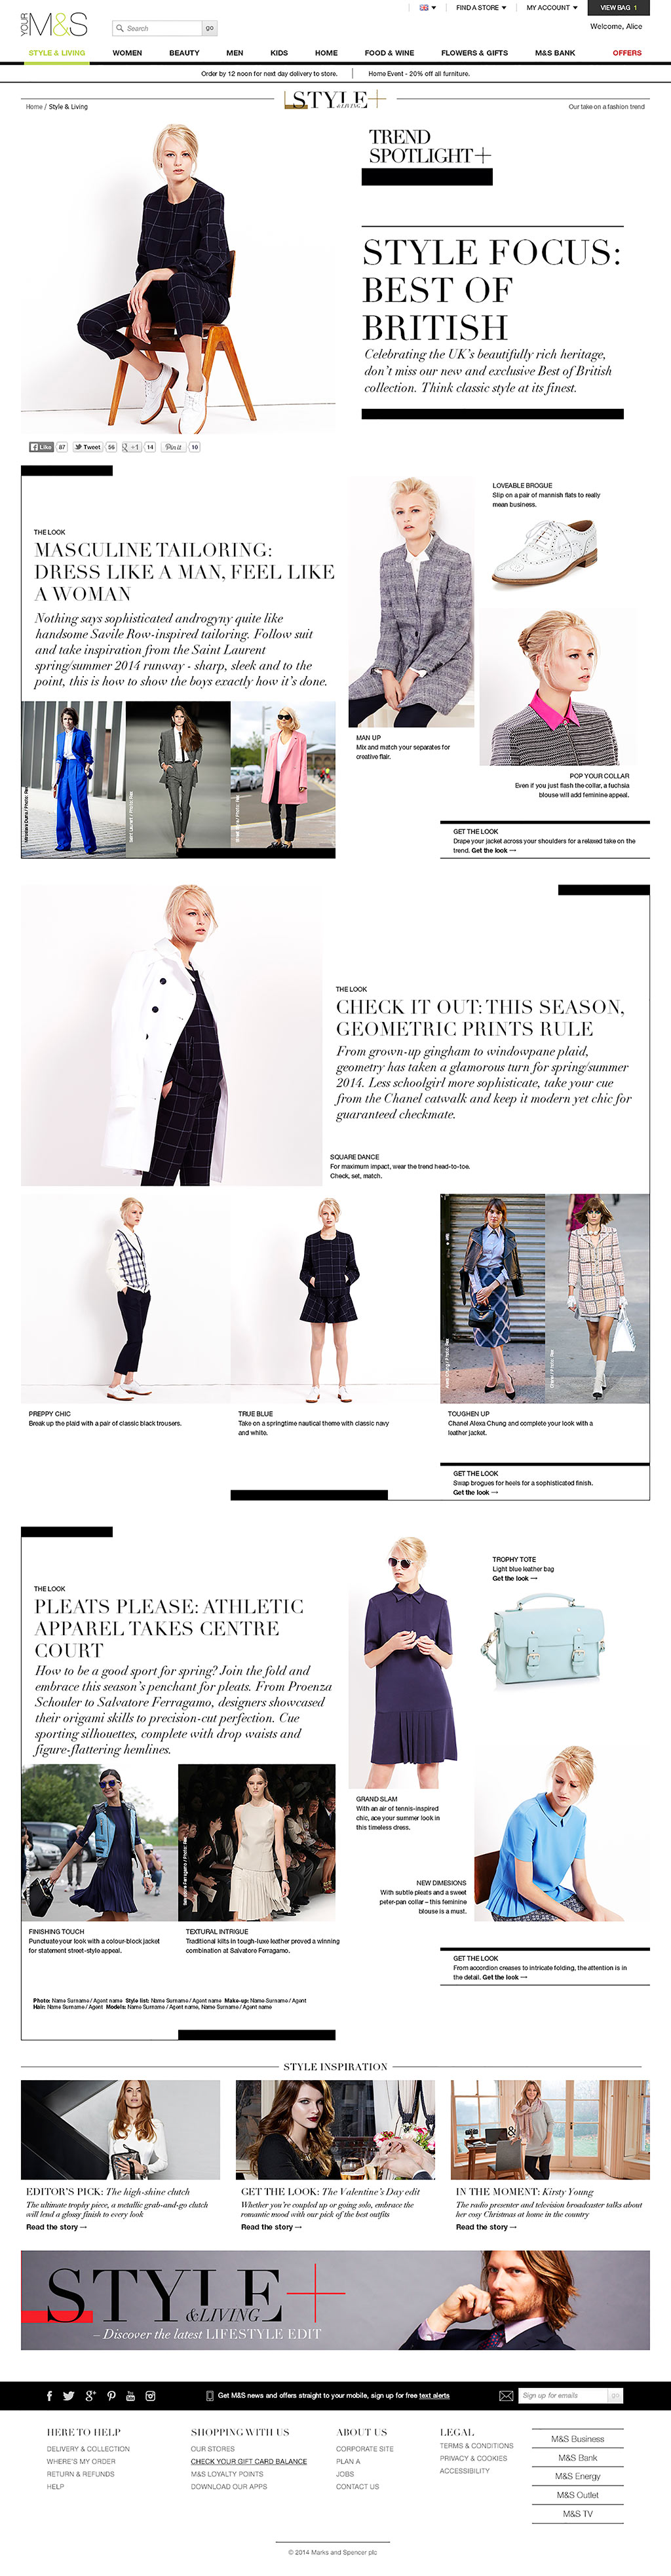 YOUR M&S
Search
go
FIND A STORE
MY ACCOUNT
VIEW BAG 1
Welcome, Alice
STYLE & LIVING
WOMEN
BEAUTY
MEN
KIDS
HOME
FOOD & WINE
FLOWERS & GIFTS
M&S BANK
OFFERS
Order by 12 noon for next day delivery to store.
Home Event - 20% off all furniture.
Home / Style & Living
STYLE &LIVING+
Our take on a fashion trend
TREND
SPOTLIGHT+
STYLE FOCUS:
BEST OF
BRITISH
Celebrating the UK's beautifully rich heritage,
don't miss our new and exclusive Best of British
collection. Think classic style at its finest.
Like 87
Tweet 56
+1 14
Pin it 10
THE LOOK
MASCULINE TAILORING:
DRESS LIKE A MAN, FEEL LIKE
A WOMAN
Nothing says sophisticated androgyny quite like
handsome Savile Row-inspired tailoring. Follow suit
and take inspiration from the Saint Laurent
spring/summer 2014 runway - sharp, sleek and to the
point, this is how to show the boys exactly how it's done.
LOVEABLE BROGUE
Slip on a pair of mannish flats to really
mean business.
MAN UP
Mix and match your separates for
creative flair.
POP YOUR COLLAR
Even if you just flash the collar, a fuchsia
blouse will add feminine appeal.
GET THE LOOK
Drape your jacket across your shoulders for a relaxed take on the
trend. Get the look →
THE LOOK
CHECK IT OUT: THIS SEASON,
GEOMETRIC PRINTS RULE
From grown-up gingham to windowpane plaid,
geometry has taken a glamorous turn for spring/summer
2014. Less schoolgirl more sophisticate, take your cue
from the Chanel catwalk and keep it modern yet chic for
guaranteed checkmate.
SQUARE DANCE
For maximum impact, wear the trend head-to-toe.
Check, set, match.
PREPPY CHIC
Break up the plaid with a pair of classic black trousers.
TRUE BLUE
Take on a springtime nautical theme with classic navy
and white.
TOUGHEN UP
Chanel Alexa Chung and complete your look with a
leather jacket.
GET THE LOOK
Swap brogues for heels for a sophisticated finish.
Get the look →
THE LOOK
PLEATS PLEASE: ATHLETIC
APPAREL TAKES CENTRE
COURT
How to be a good sport for spring? Join the fold and
embrace this season's penchant for pleats. From Proenza
Schouler to Salvatore Ferragamo, designers showcased
their origami skills to precision-cut perfection. Cue
sporting silhouettes, complete with drop waists and
figure-flattering hemlines.
TROPHY TOTE
Light blue leather bag
Get the look →
GRAND SLAM
With an air of tennis-inspired
chic, ace your summer look in
this timeless dress.
NEW DIMESIONS
With subtle pleats and a sweet
peter-pan collar – this feminine
blouse is a must.
FINISHING TOUCH
Punctuate your look with a colour-block jacket
for statement street-style appeal.
TEXTURAL INTRIGUE
Traditional kilts in tough-luxe leather proved a winning
combination at Salvatore Ferragamo.
GET THE LOOK
From accordion creases to intricate folding, the attention is in
the detail. Get the look →
Photo: Name Surname / Agent name Style list: Name Surname / Agent name Make-up: Name Surname / Agent
Hair: Name Surname / Agent Models: Name Surname / Agent name, Name Surname / Agent name
STYLE INSPIRATION
EDITOR'S PICK: The high-shine clutch
The ultimate trophy piece, a metallic grab-and-go clutch
will lend a glossy finish to every look
Read the story →
GET THE LOOK: The Valentine's Day edit
Whether you're coupled up or going solo, embrace the
romantic mood with our pick of the best outfits
Read the story →
IN THE MOMENT: Kirsty Young
The radio presenter and television broadcaster talks about
her cosy Christmas at home in the country
Read the story →
STYLE &LIVING+
– Discover the latest LIFESTYLE EDIT
Get M&S news and offers straight to your mobile, sign up for free text alerts
Sign up for emails
HERE TO HELP
DELIVERY & COLLECTION
WHERE'S MY ORDER
RETURN & REFUNDS
HELP
SHOPPING WITH US
OUR STORES
CHECK YOUR GIFT CARD BALANCE
M&S LOYALTY POINTS
DOWNLOAD OUR APPS
ABOUT US
CORPORATE SITE
PLAN A
JOBS
CONTACT US
LEGAL
TERMS & CONDITIONS
PRIVACY & COOKIES
ACCESSIBILITY
M&S Business
M&S Bank
M&S Energy
M&S Outlet
M&S TV
© 2014 Marks and Spencer plc